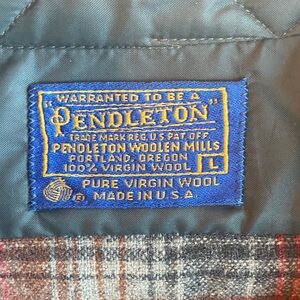 WARRANTED TO BE A
"PENDLETON"
TRADE MARK REG. U.S. PAT. OFF.
PENDLETON WOOLEN MILLS
PORTLAND, OREGON
100% VIRGIN WOOL L
PURE VIRGIN WOOL
® MADE IN U.S.A.